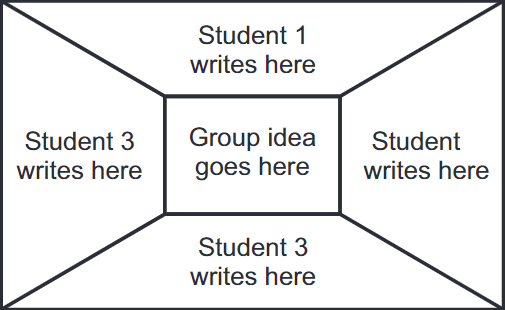 Student 1
writes here
Student 3
writes here
Group idea
goes here
Student
writes here
Student 3
writes here